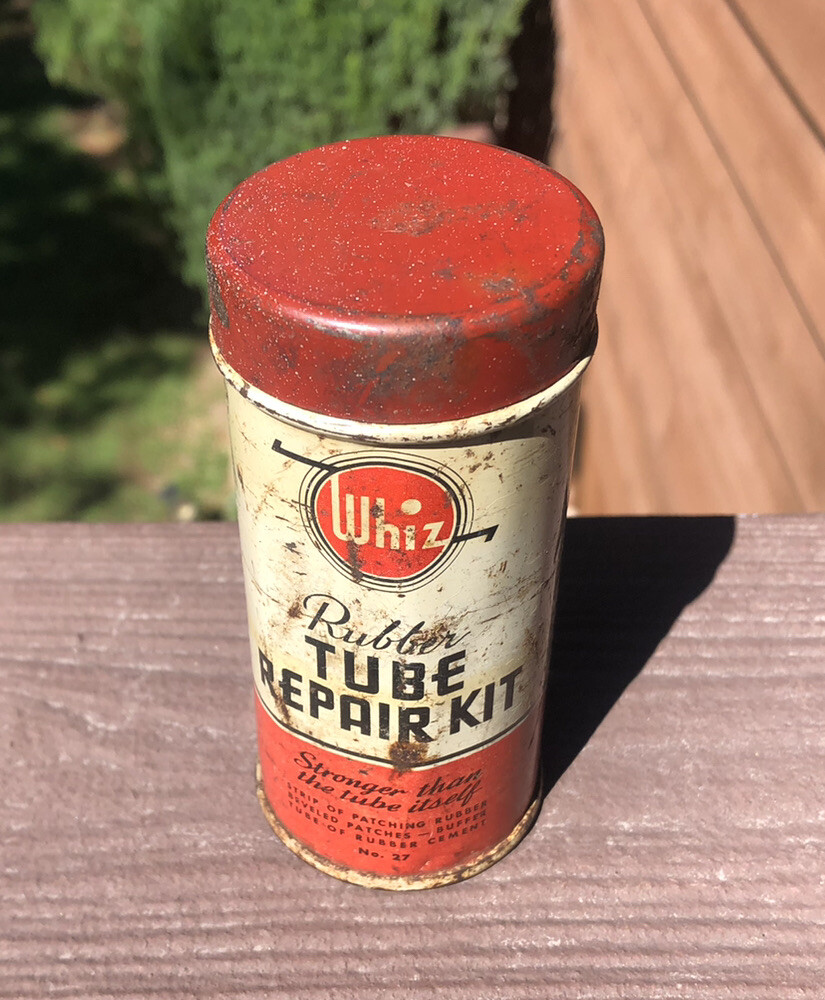 Whiz
Rubber
TUBE
REPAIR KIT
Stronger than
the tube itself
STRIP OF PATCHING RUBBER
BEVELED PATCHES — BUFFER
TUBE OF RUBBER CEMENT
No. 27